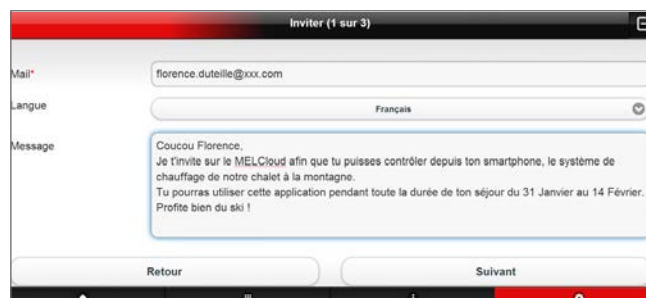 Inviter (1 sur 3)
Mail*
florence.duteille@xxx.com
Langue
Français
Message
Coucou Florence,
Je t'invite sur le MELCloud afin que tu puisses contrôler depuis ton smartphone, le système de
chauffage de notre chalet à la montagne.
Tu pourras utiliser cette application pendant toute la durée de ton séjour du 31 Janvier au 14 Février.
Profite bien du ski !
Retour
Suivant